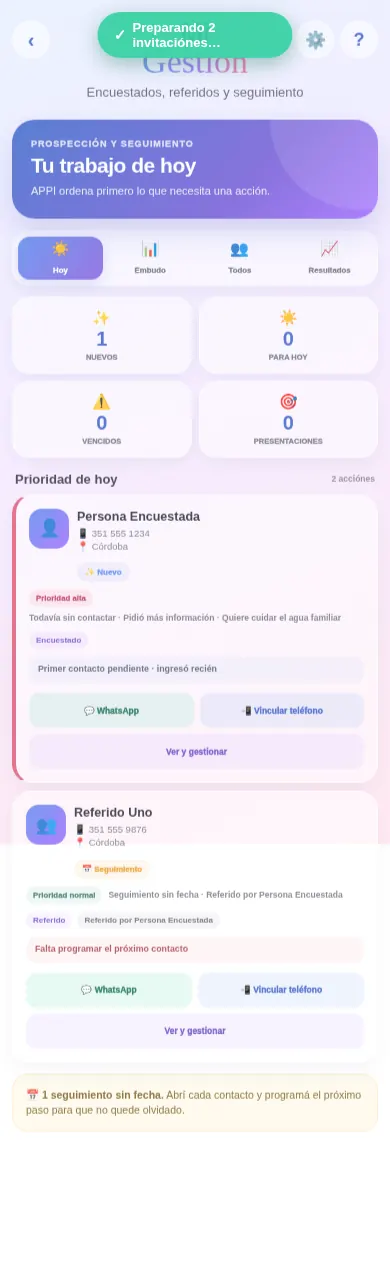 ✓ Preparando 2
invitaciónes…
‹
?
Gestión
Encuestados, referidos y seguimiento
PROSPECCIÓN Y SEGUIMIENTO
Tu trabajo de hoy
APPI ordena primero lo que necesita una acción.
Hoy
Embudo
Todos
Resultados
1
NUEVOS
0
PARA HOY
0
VENCIDOS
0
PRESENTACIONES
Prioridad de hoy
2 acciónes
Persona Encuestada
351 555 1234
Córdoba
Nuevo
Prioridad alta
Todavía sin contactar · Pidió más información · Quiere cuidar el agua familiar
Encuestado
Primer contacto pendiente · ingresó recién
WhatsApp
Vincular teléfono
Ver y gestionar
Referido Uno
351 555 9876
Córdoba
Seguimiento
Prioridad normal
Seguimiento sin fecha · Referido por Persona Encuestada
Referido
Referido por Persona Encuestada
Falta programar el próximo contacto
WhatsApp
Vincular teléfono
Ver y gestionar
1 seguimiento sin fecha. Abrí cada contacto y programá el próximo
paso para que no quede olvidado.